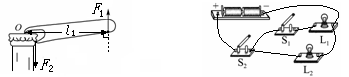 F₁
O
l₁
F₂
+
−
S₁
L₁
S₂
L₂